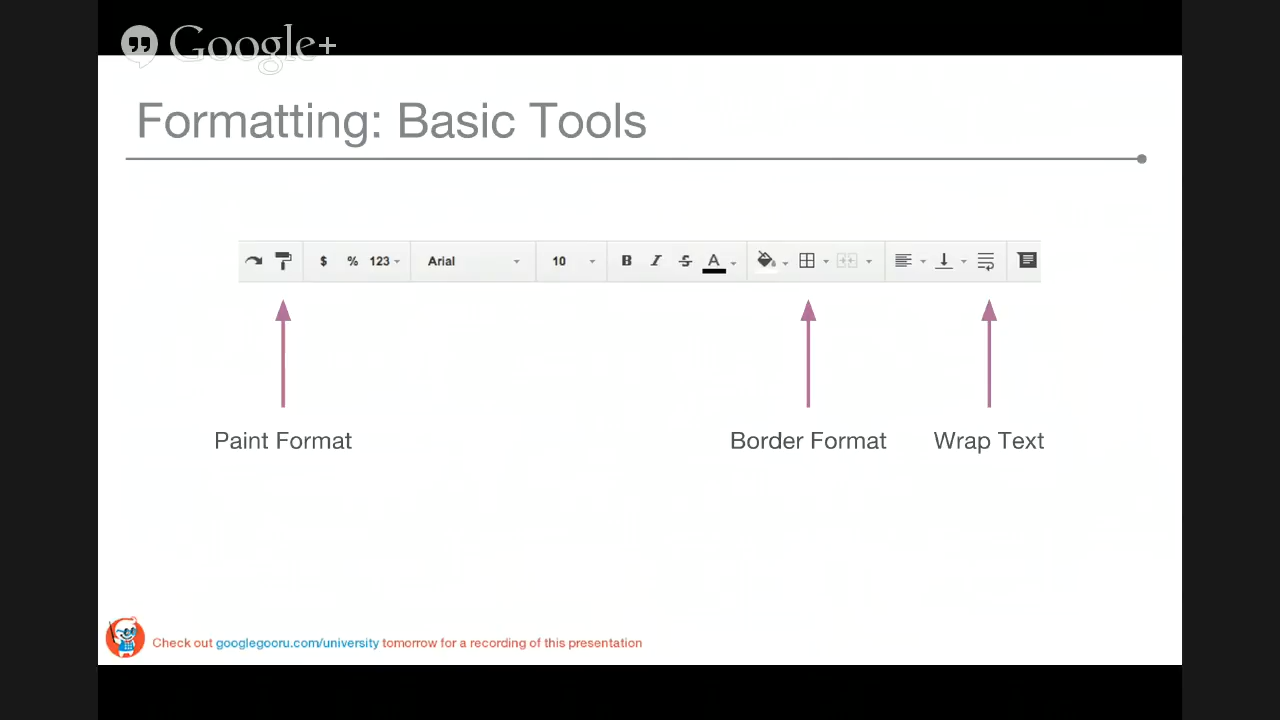 Google+
Formatting: Basic Tools
$ % 123 Arial 10 B I S A
Paint Format Border Format Wrap Text
Check out googlegooru.com/university tomorrow for a recording of this presentation